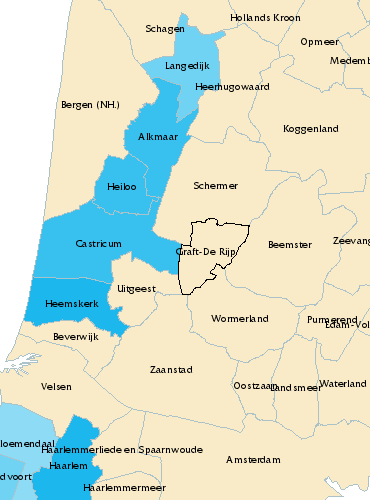 Hollands Kroon
Schagen
Opmeer
Medemb
Langedijk
Heerhugowaard
Bergen (NH.)
Koggenland
Alkmaar
Schermer
Heiloo
Castricum
Graft-De Rijp
Beemster
Zeevang
Uitgeest
Heemskerk
Wormerland
Purmerend
Edam-Vol
Beverwijk
Zaanstad
Velsen
Oostzaan
Landsmeer
Waterland
loemendaal
Haarlemmerliede en Spaarnwoude
Haarlem
Amsterdam
dvoort
Haarlemmermeer